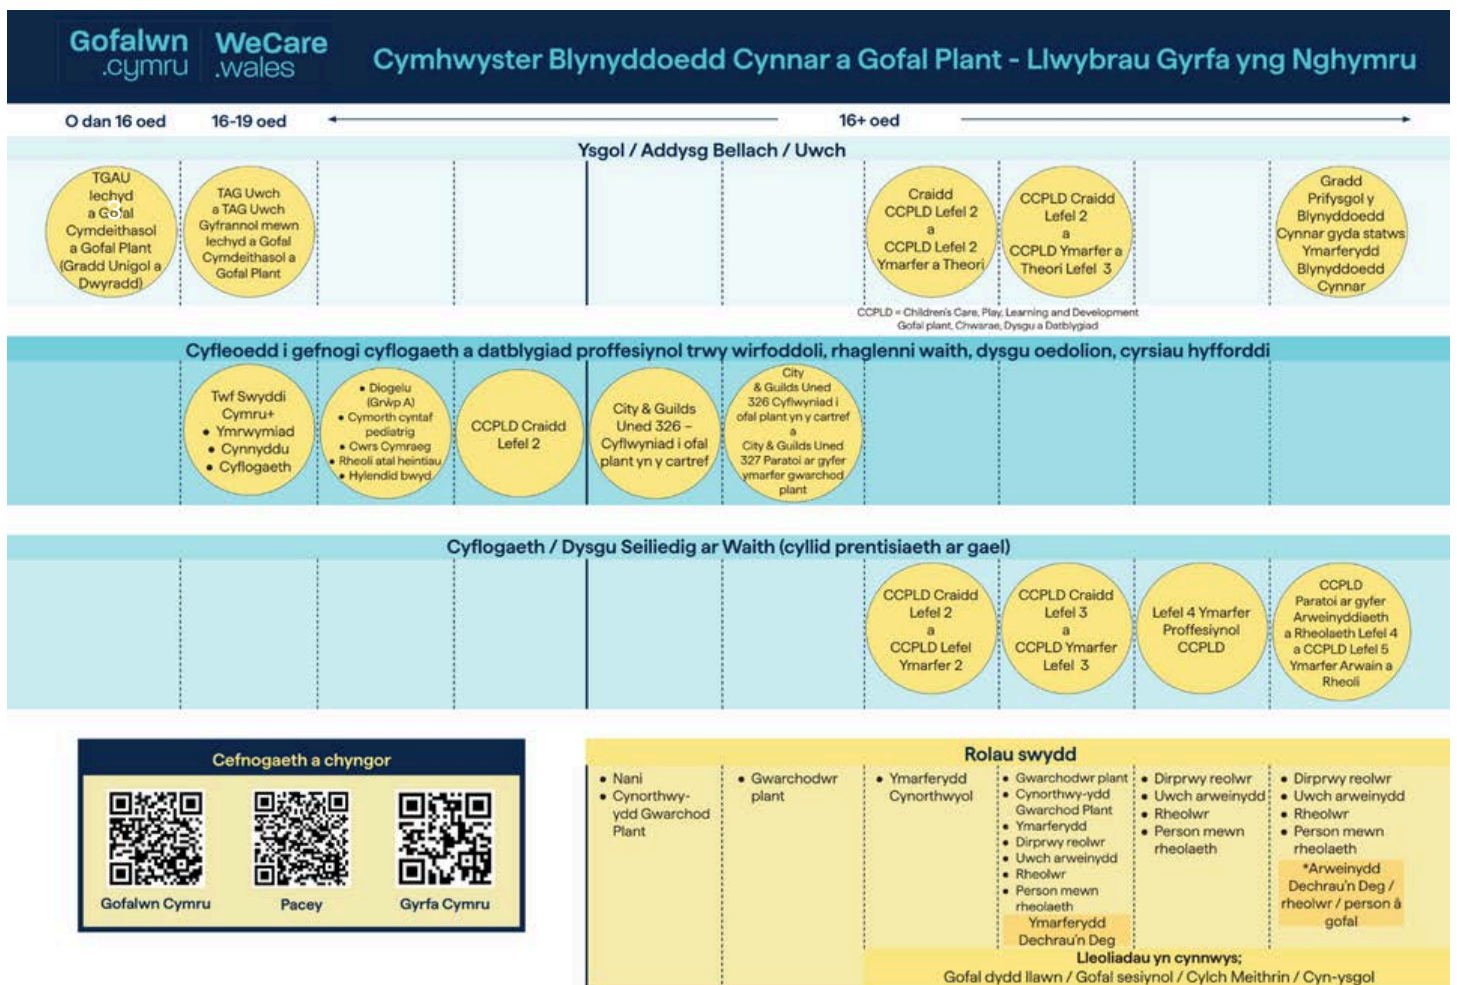 Gofalwn
.cymru
WeCare
.wales
Cymhwyster Blynyddoedd Cynnar a Gofal Plant - Llwybrau Gyrfa yng Nghymru
O dan 16 oed
16-19 oed
16+ oed
Ysgol / Addysg Bellach / Uwch
TGAU
Iechyd
a Gofal
Cymdeithasol
a Gofal Plant
(Gradd Unigol a
Dwyradd)
3
TAG Uwch
a TAG Uwch
Gyfrannol mewn
Iechyd a Gofal
Cymdeithasol a
Gofal Plant
Craidd
CCPLD Lefel 2
a
CCPLD Lefel 2
Ymarfer a Theori
CCPLD Craidd
Lefel 2
a
CCPLD Ymarfer a
Theori Lefel 3
Gradd
Prifysgol y
Blynyddoedd
Cynnar gyda statws
Ymarferydd
Blynyddoedd
Cynnar
CCPLD = Children's Care, Play, Learning and Development
Gofal plant, Chwarae, Dysgu a Datblygiad
Cyfleoedd i gefnogi cyflogaeth a datblygiad proffesiynol trwy wirfoddoli, rhaglenni waith, dysgu oedolion, cyrsiau hyfforddi
Twf Swyddi
Cymru+
• Ymrwymiad
• Cynnyddu
• Cyflogaeth
• Diogelu
(Grŵp A)
• Cymorth cyntaf
pediatrig
• Cwrs Cymraeg
• Rheoli atal heintiau
• Hylendid bwyd
CCPLD Craidd
Lefel 2
City & Guilds
Uned 326 –
Cyflwyniad i ofal
plant yn y cartref
City
& Guilds Uned
326 Cyflwyniad i
ofal plant yn y cartref
a
City & Guilds Uned
327 Paratoi ar gyfer
ymarfer gwarchod
plant
Cyflogaeth / Dysgu Seiliedig ar Waith (cyllid prentisiaeth ar gael)
CCPLD Craidd
Lefel 2
a
CCPLD Lefel
Ymarfer 2
CCPLD Craidd
Lefel 3
a
CCPLD Ymarfer
Lefel 3
Lefel 4 Ymarfer
Proffesiynol
CCPLD
CCPLD
Paratoi ar gyfer
Arweinyddiaeth
a Rheolaeth Lefel 4
a CCPLD Lefel 5
Ymarfer Arwain a
Rheoli
Cefnogaeth a chyngor
Gofalwn Cymru
Pacey
Gyrfa Cymru
Rolau swydd
• Nani
• Cynorthwy-
ydd Gwarchod
Plant
• Gwarchodwr
plant
• Ymarferydd
Cynorthwyol
• Gwarchodwr plant
• Cynorthwy-ydd
Gwarchod Plant
• Ymarferydd
• Dirprwy reolwr
• Uwch arweinydd
• Rheolwr
• Person mewn
rheolaeth
Ymarferydd
Dechrau'n Deg
• Dirprwy reolwr
• Uwch arweinydd
• Rheolwr
• Person mewn
rheolaeth
• Dirprwy reolwr
• Uwch arweinydd
• Rheolwr
• Person mewn
rheolaeth
*Arweinydd
Dechrau'n Deg /
rheolwr / person â
gofal
Lleoliadau yn cynnwys;
Gofal dydd llawn / Gofal sesiynol / Cylch Meithrin / Cyn-ysgol